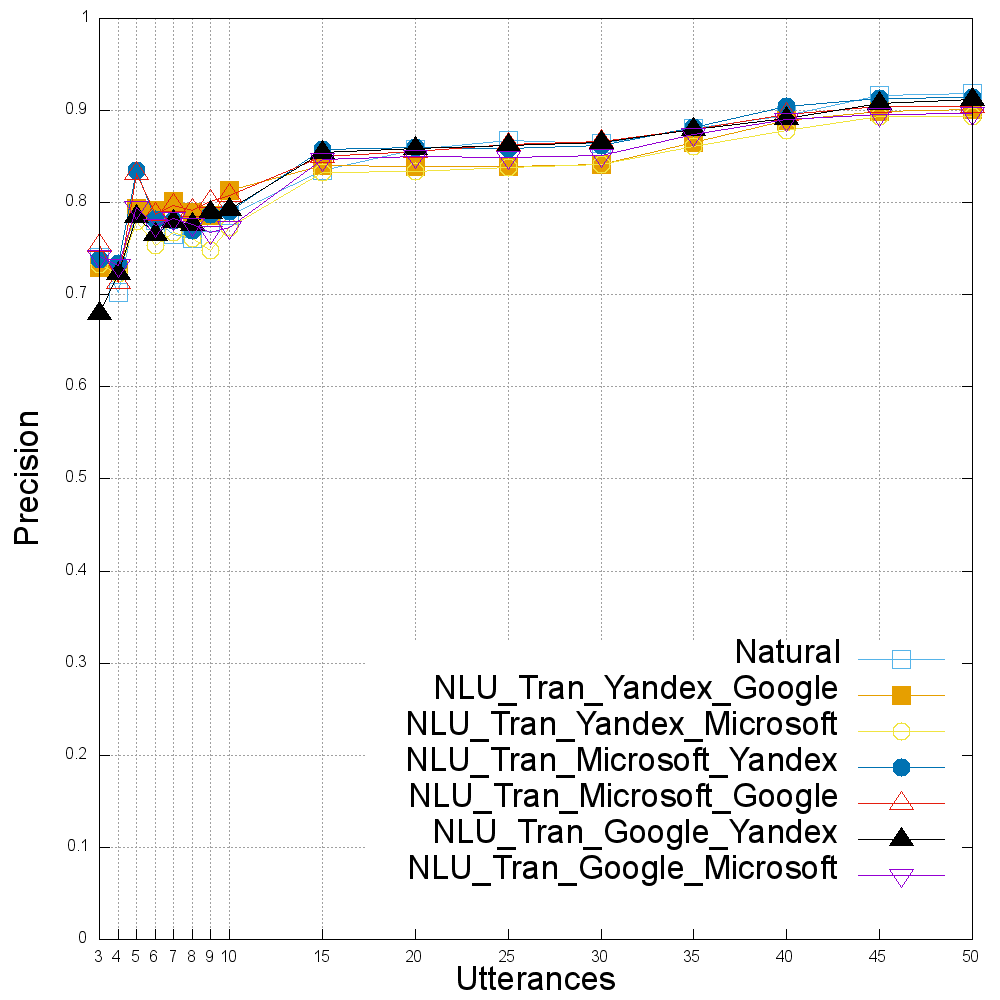 1
0.9
0.8
0.7
0.6
0.5
0.4
0.3
0.2
0.1
0
Precision
Natural
NLU_Tran_Yandex_Google
NLU_Tran_Yandex_Microsoft
NLU_Tran_Microsoft_Yandex
NLU_Tran_Microsoft_Google
NLU_Tran_Google_Yandex
NLU_Tran_Google_Microsoft
3 4 5 6 7 8 9 10 15 20 25 30 35 40 45 50
Utterances